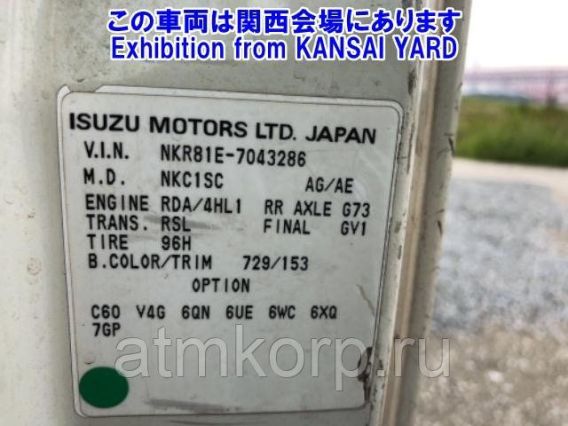 この車両は関西会場にあります
Exhibition from KANSAI YARD
ISUZU MOTORS LTD. JAPAN
V.I.N. NKR81E-7043286
M.D. NKC1SC AG/AE
ENGINE RDA/4HL1 RR AXLE G73
TRANS. RSL FINAL GV1
TIRE 96H
B.COLOR/TRIM 729/153
OPTION
C60 V4G 6QN 6UE 6WC 6XQ
7GP
atmkorp.ru